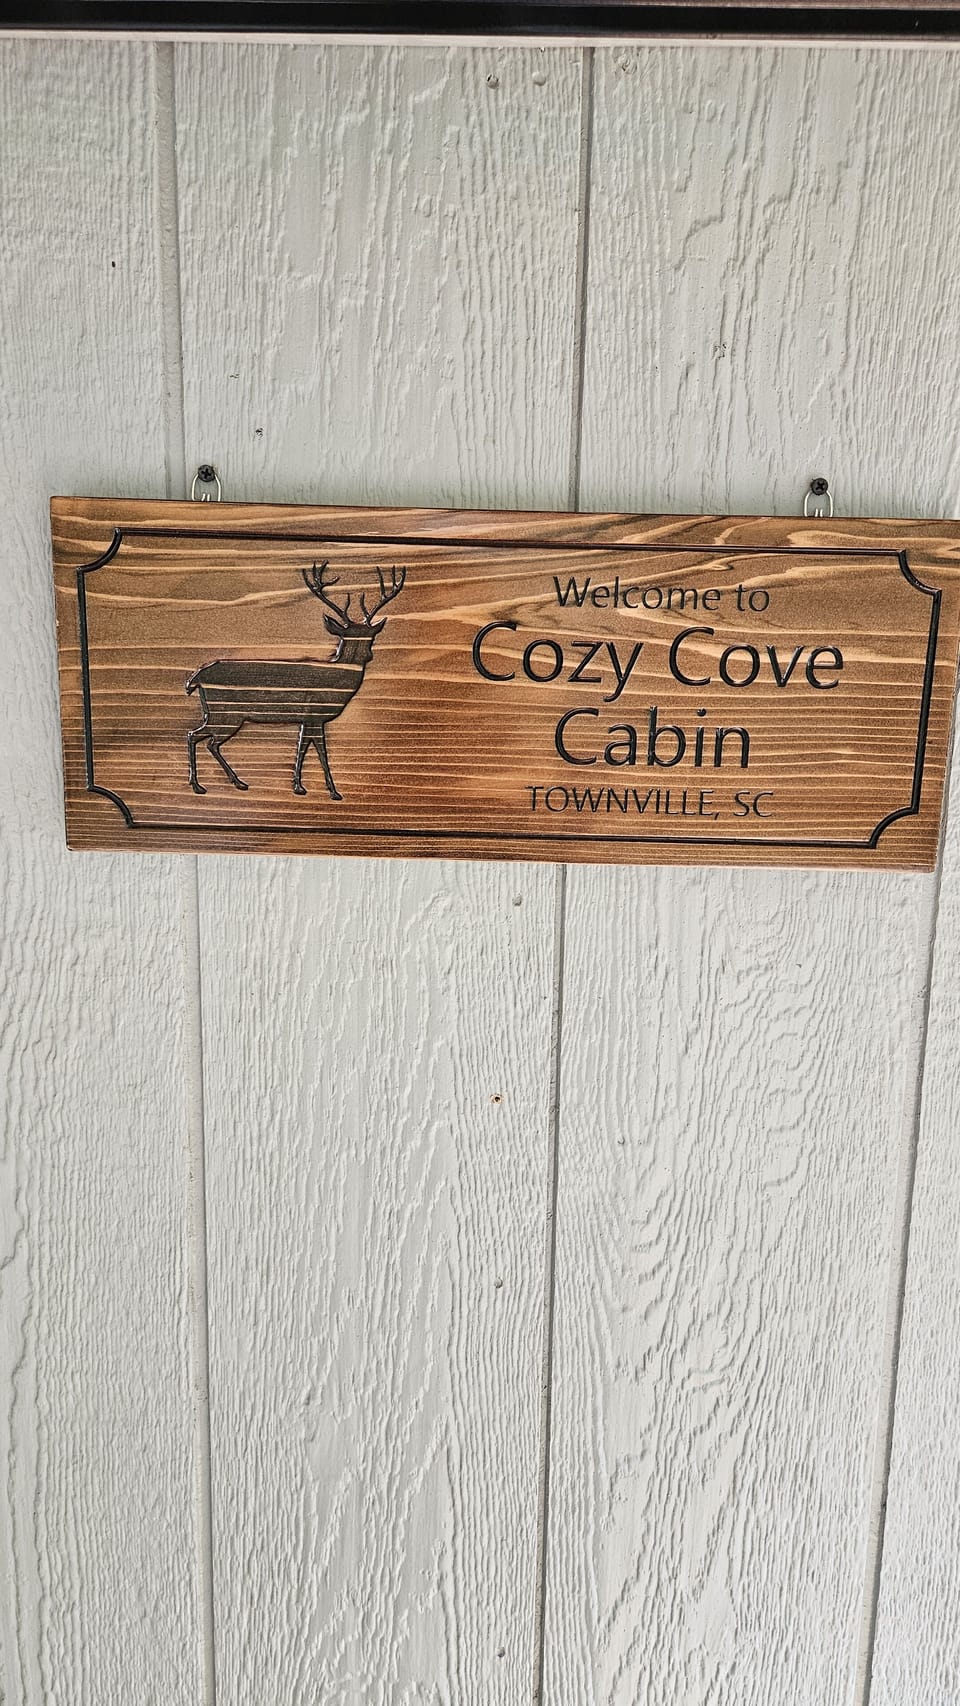 Welcome to
Cozy Cove
Cabin
TOWNVILLE, SC